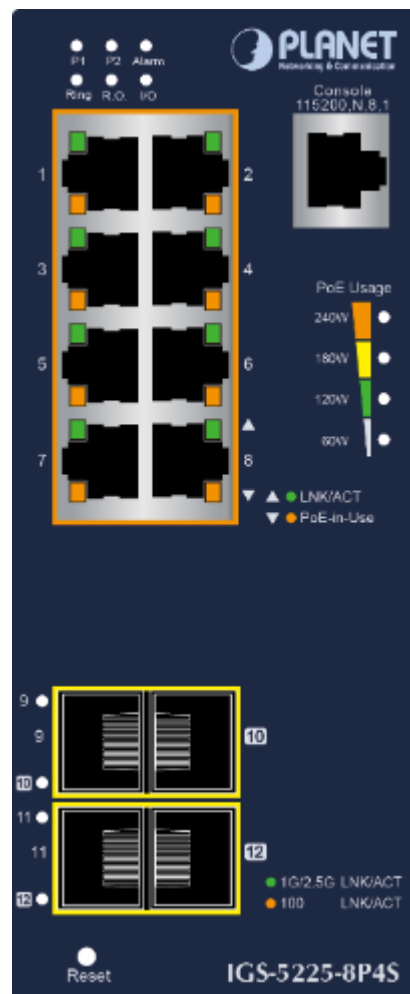 P1 P2 Alarm
Ring R.O. I/O
PLANET
Networking & Communication
Console
115200,N,8,1
1 2
3 4
5 6
7 8
PoE Usage
240W
180W
120W
60W
▲ LNK/ACT
▼ PoE-in-Use
9
9 10
10
11
11 12
12
1G/2.5G LNK/ACT
100 LNK/ACT
Reset
IGS-5225-8P4S